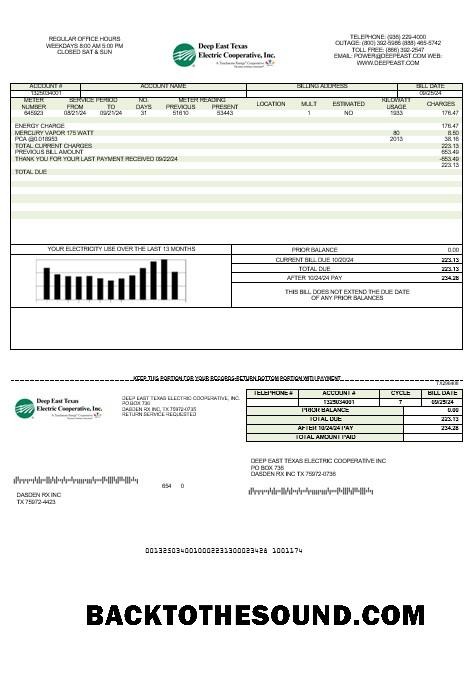 REGULAR OFFICE HOURS
WEEKDAYS 8:00 AM 5:00 PM
CLOSED SAT & SUN
Deep East Texas
Electric Cooperative, Inc.
TELEPHONE: (936) 229-4000
OUTAGE: (800) 392-5986 (888) 465-5742
TOLL FREE: (866) 392-2547
EMAIL: POWER@DEEPEAST.COM WEB:
WWW.DEEPEAST.COM
ACCOUNT # ACCOUNT NAME BILLING ADDRESS BILL DATE
1325034001 09/25/24
METER NUMBER SERVICE PERIOD FROM TO NO. DAYS METER READING PREVIOUS PRESENT LOCATION MULT ESTIMATED KILOWATT USAGE CHARGES
645923 08/21/24 09/21/24 31 51610 53443 1 NO 1933 176.47
ENERGY CHARGE 176.47
MERCURY VAPOR 175 WATT 80 8.50
PCA @0.018953 2013 38.16
TOTAL CURRENT CHARGES 223.13
PREVIOUS BILL AMOUNT 653.49
THANK YOU FOR YOUR LAST PAYMENT RECEIVED 09/22/24 -653.49
223.13
TOTAL DUE
YOUR ELECTRICITY USE OVER THE LAST 13 MONTHS
PRIOR BALANCE 0.00
CURRENT BILL DUE 10/20/24 223.13
TOTAL DUE 223.13
AFTER 10/24/24 PAY 234.28
THIS BILL DOES NOT EXTEND THE DUE DATE
OF ANY PRIOR BALANCES
KEEP THIS PORTION FOR YOUR RECORDS-RETURN BOTTOM PORTION WITH PAYMENT
Deep East Texas
Electric Cooperative, Inc.
DEEP EAST TEXAS ELECTRIC COOPERATIVE, INC.
PO BOX 736
DASDEN RX INC, TX 75972-0735
RETURN SERVICE REQUESTED
TELEPHONE # ACCOUNT # CYCLE BILL DATE
1325034001 7 09/25/24
PRIOR BALANCE 0.00
TOTAL DUE 223.13
AFTER 10/24/24 PAY 234.28
TOTAL AMOUNT PAID
DEEP EAST TEXAS ELECTRIC COOPERATIVE INC
PO BOX 736
DASDEN RX INC TX 75972-0736
654 0
DASDEN RX INC
TX 75972-4423
BACKTOTHESOUND.COM